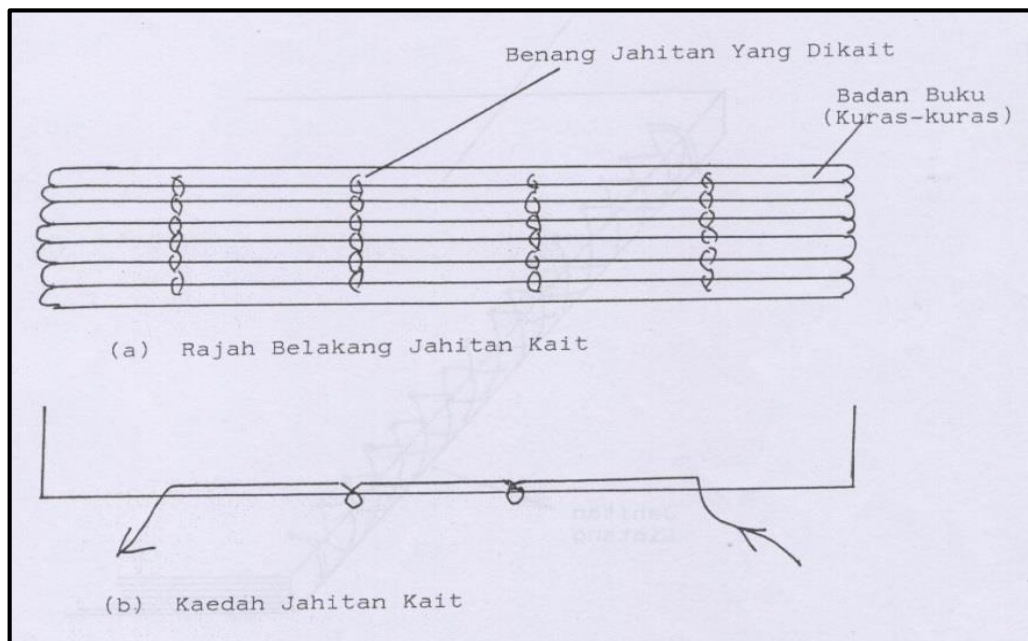 Benang Jahitan Yang Dikait
Badan Buku
(Kuras-kuras)
(a) Rajah Belakang Jahitan Kait
(b) Kaedah Jahitan Kait